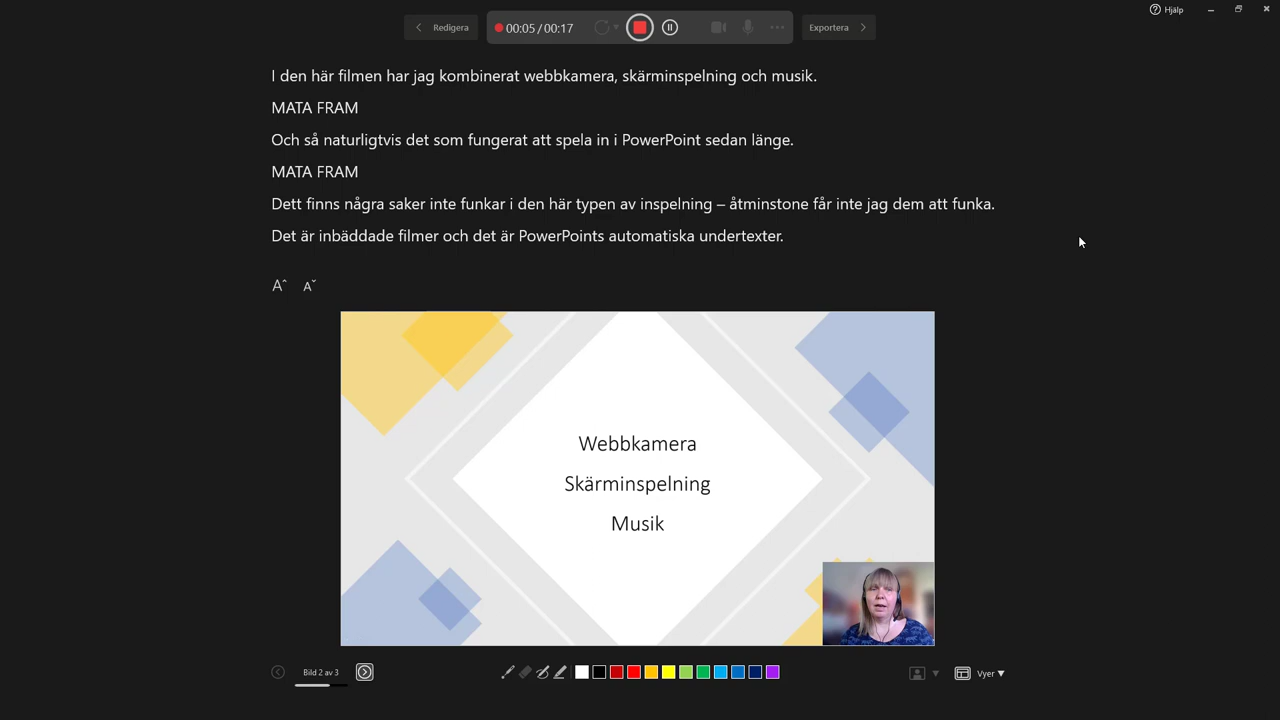 Hjälp
Redigera
00:05/00:17
Exportera
I den här filmen har jag kombinerat webbkamera, skärminspelning och musik.
MATA FRAM
Och så naturligtvis det som fungerat att spela in i PowerPoint sedan länge.
MATA FRAM
Dett finns några saker inte funkar i den här typen av inspelning – åtminstone får inte jag dem att funka.
Det är inbäddade filmer och det är PowerPoints automatiska undertexter.
A A
Webbkamera
Skärminspelning
Musik
Bild 2 av 3
Vyer